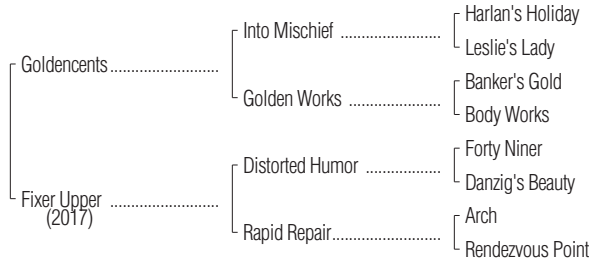 Harlan's Holiday
Into Mischief
Leslie's Lady
Goldencents
Banker's Gold
Golden Works
Body Works
Forty Niner
Distorted Humor
Danzig's Beauty
Fixer Upper
(2017)
Arch
Rapid Repair
Rendezvous Point